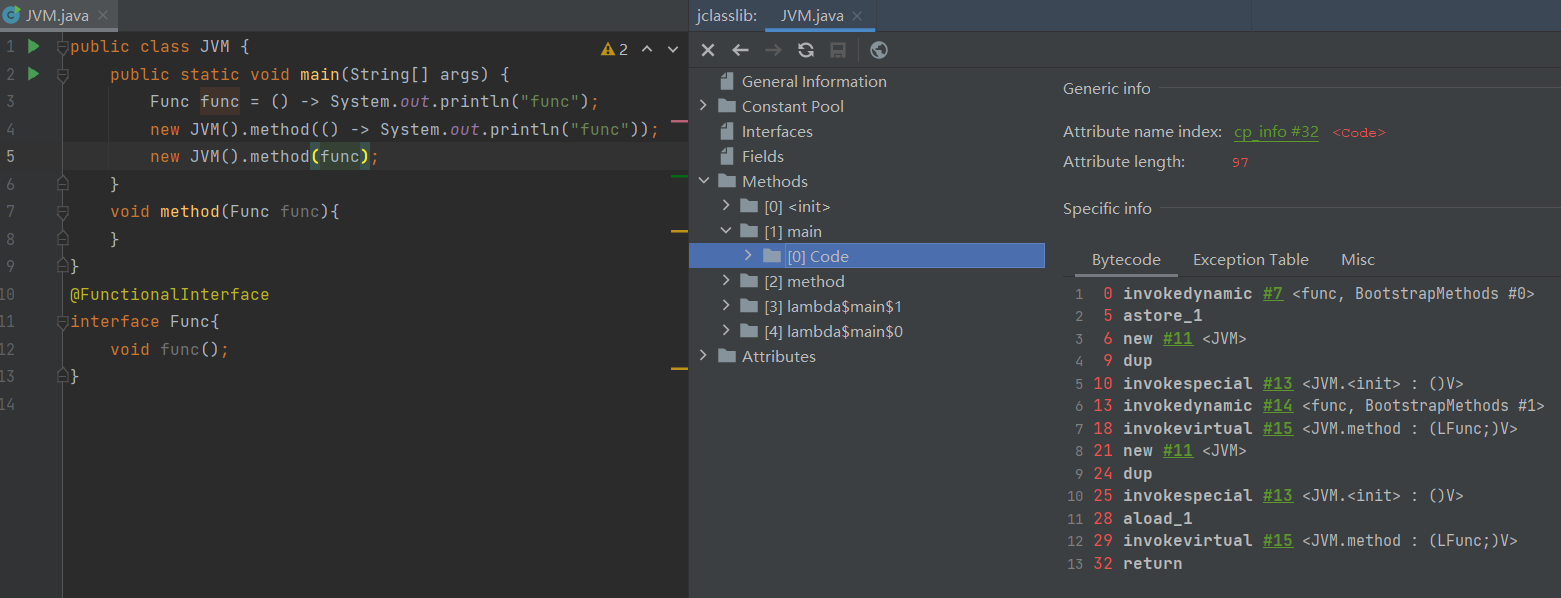 JVM.java
1 public class JVM {
2 public static void main(String[] args) {
3 Func func = () -> System.out.println("func");
4 new JVM().method(() -> System.out.println("func"));
5 new JVM().method(func);
6 }
7 void method(Func func){
8 }
9 }
10 @FunctionalInterface
11 interface Func{
12 void func();
13 }
14
2
jclasslib: JVM.java
General Information
Constant Pool
Interfaces
Fields
Methods
[0] <init>
[1] main
[0] Code
[2] method
[3] lambda$main$1
[4] lambda$main$0
Attributes
Generic info
Attribute name index: cp_info #32 <Code>
Attribute length: 97
Specific info
Bytecode Exception Table Misc
1 0 invokedynamic #7 <func, BootstrapMethods #0>
2 5 astore_1
3 6 new #11 <JVM>
4 9 dup
5 10 invokespecial #13 <JVM.<init> : ()V>
6 13 invokedynamic #14 <func, BootstrapMethods #1>
7 18 invokevirtual #15 <JVM.method : (LFunc;)V>
8 21 new #11 <JVM>
9 24 dup
10 25 invokespecial #13 <JVM.<init> : ()V>
11 28 aload_1
12 29 invokevirtual #15 <JVM.method : (LFunc;)V>
13 32 return